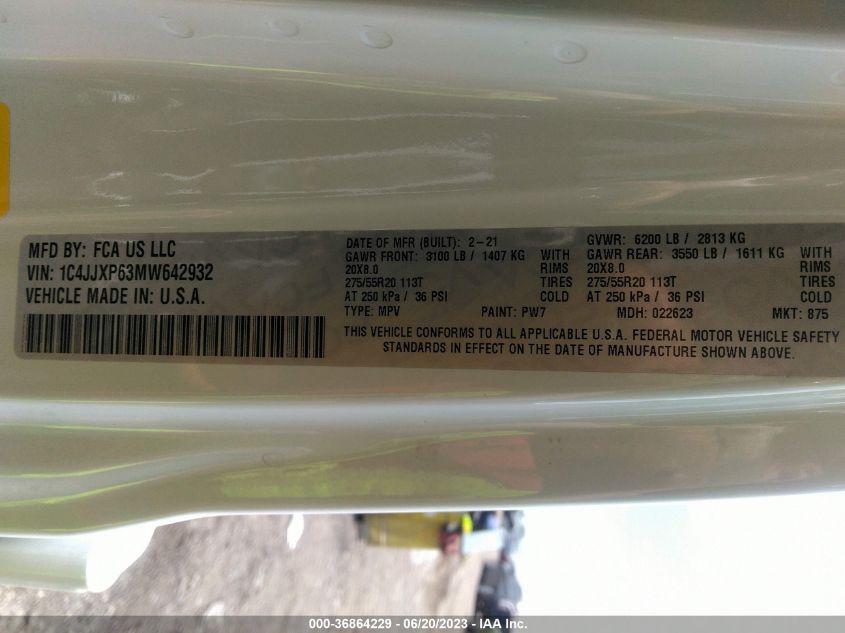 MFD BY: FCA US LLC
VIN: 1C4JJXP63MW642932
VEHICLE MADE IN: U.S.A.
DATE OF MFR (BUILT): 2-21 GVWR: 6200 LB / 2813 KG
GAWR FRONT: 3100 LB / 1407 KG WITH GAWR REAR: 3550 LB / 1611 KG WITH
20X8.0 RIMS 20X8.0 RIMS
275/55R20 113T TIRES 275/55R20 113T TIRES
AT 250 kPa / 36 PSI COLD AT 250 kPa / 36 PSI COLD
TYPE: MPV PAINT: PW7 MDH: 022623 MKT: 875
THIS VEHICLE CONFORMS TO ALL APPLICABLE U.S.A. FEDERAL MOTOR VEHICLE SAFETY
STANDARDS IN EFFECT ON THE DATE OF MANUFACTURE SHOWN ABOVE.
000-36864229 - 06/20/2023 - IAA Inc.